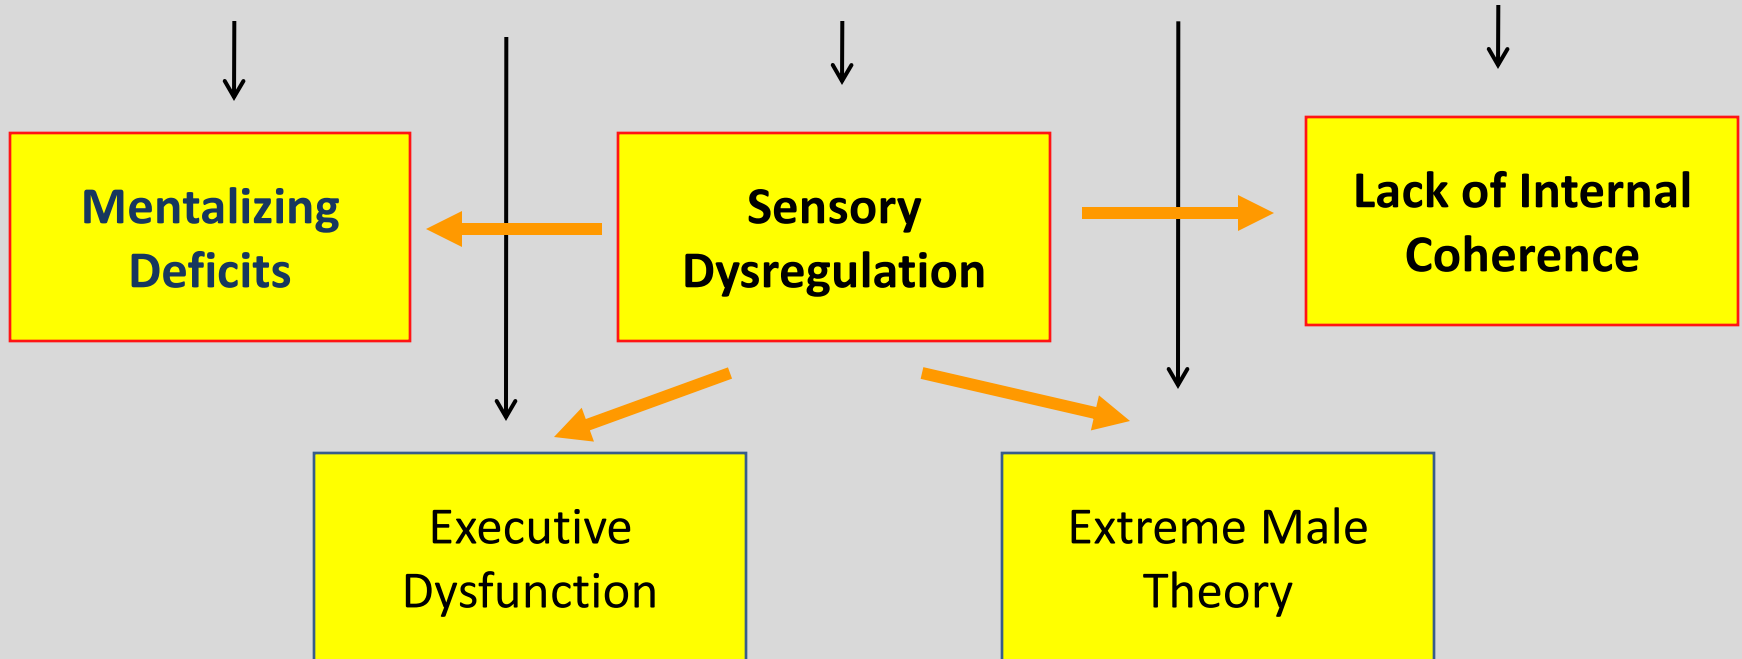 Mentalizing
Deficits
Sensory
Dysregulation
Lack of Internal
Coherence
Executive
Dysfunction
Extreme Male
Theory